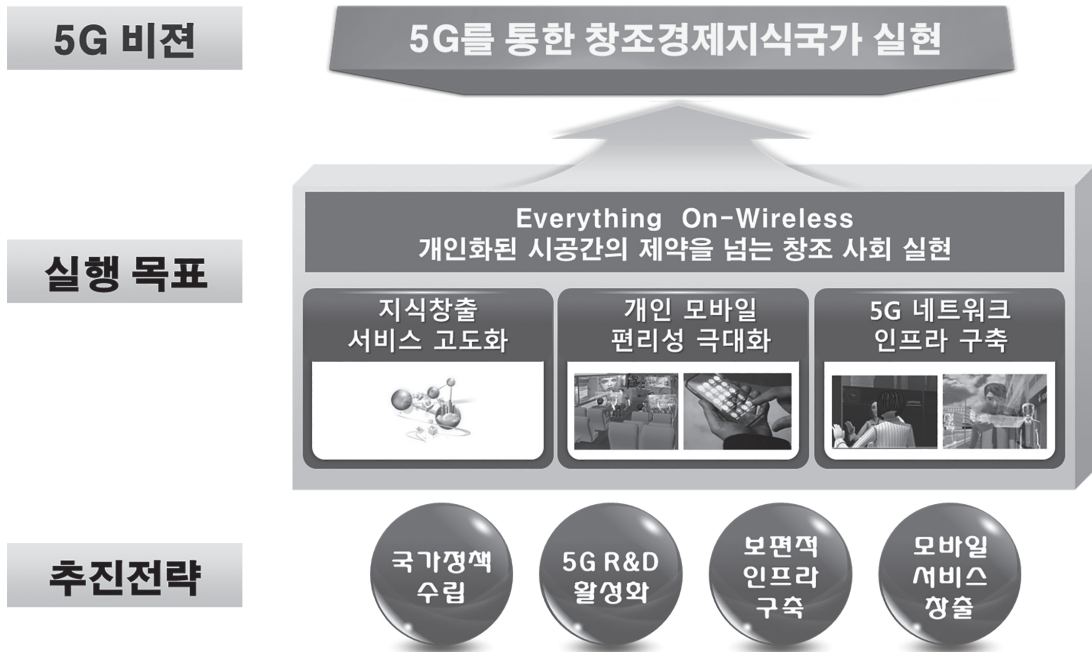 5G 비젼
5G를 통한 창조경제지식국가 실현
실행 목표
Everything On-Wireless
개인화된 시공간의 제약을 넘는 창조 사회 실현
지식창출
서비스 고도화
개인 모바일
편리성 극대화
5G 네트워크
인프라 구축
추진전략
국가정책
수립
5G R&D
활성화
보편적
인프라
구축
모바일
서비스
창출